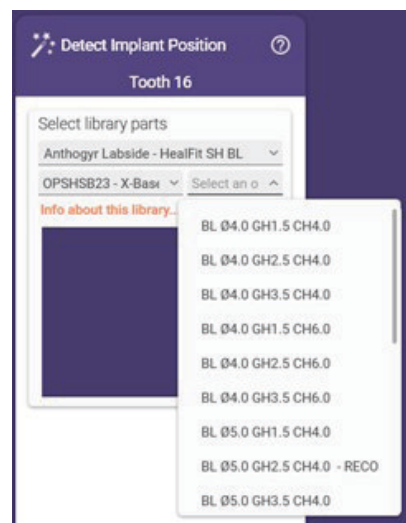 Detect Implant Position
Tooth 16
Select library parts
Anthogyr Labside - HealFit SH BL
OPSHSB23 - X-Base Select an o
Info about this library..
BL Ø4.0 GH1.5 CH4.0
BL Ø4.0 GH2.5 CH4.0
BL Ø4.0 GH3.5 CH4.0
BL Ø4.0 GH1.5 CH6.0
BL Ø4.0 GH2.5 CH6.0
BL Ø4.0 GH3.5 CH6.0
BL Ø5.0 GH1.5 CH4.0
BL Ø5.0 GH2.5 CH4.0 - RECO
BL Ø5.0 GH3.5 CH4.0